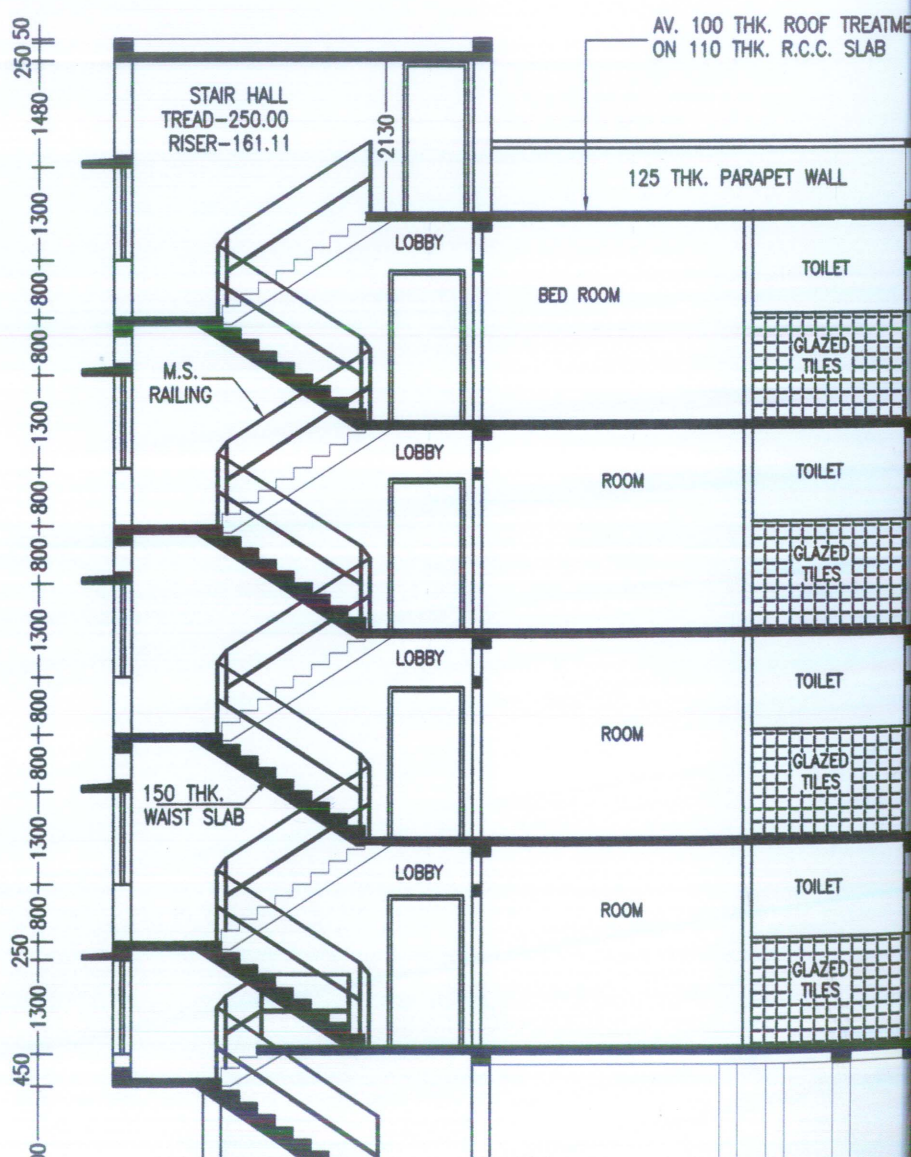 AV. 100 THK. ROOF TREATME
ON 110 THK. R.C.C. SLAB
STAIR HALL
TREAD-250.00
RISER-161.11
2130
125 THK. PARAPET WALL
LOBBY
BED ROOM
TOILET
GLAZED
TILES
M.S.
RAILING
LOBBY
ROOM
TOILET
GLAZED
TILES
LOBBY
ROOM
TOILET
GLAZED
TILES
150 THK.
WAIST SLAB
LOBBY
ROOM
TOILET
GLAZED
TILES
50
250
1480
1300
800
800
1300
800
800
1300
800
800
1300
800
250
1300
450